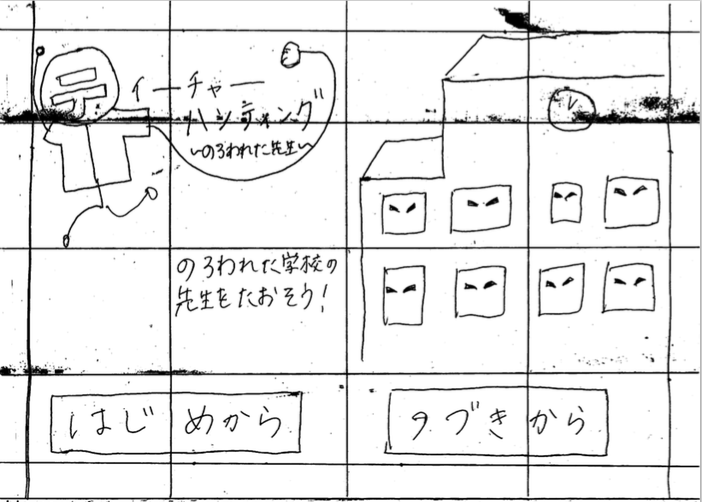 ティーチャー
ハンティング
～のろわれた先生～
のろわれた学校の
先生をたおそう！
はじめから
つづきから